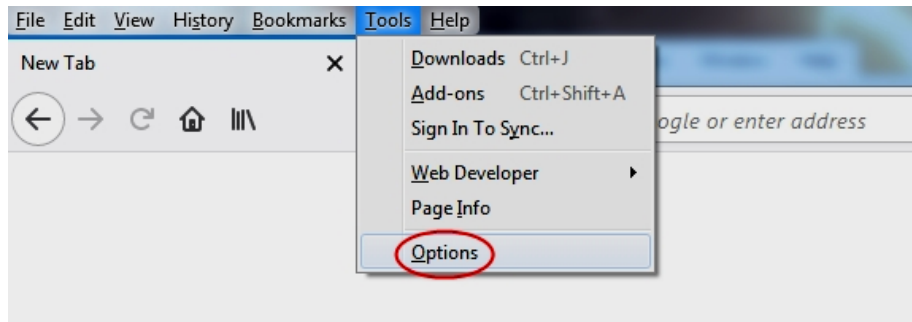 File Edit View History Bookmarks Tools Help
New Tab
Downloads Ctrl+J
Add-ons Ctrl+Shift+A
Sign In To Sync...
ogle or enter address
Web Developer
Page Info
Options